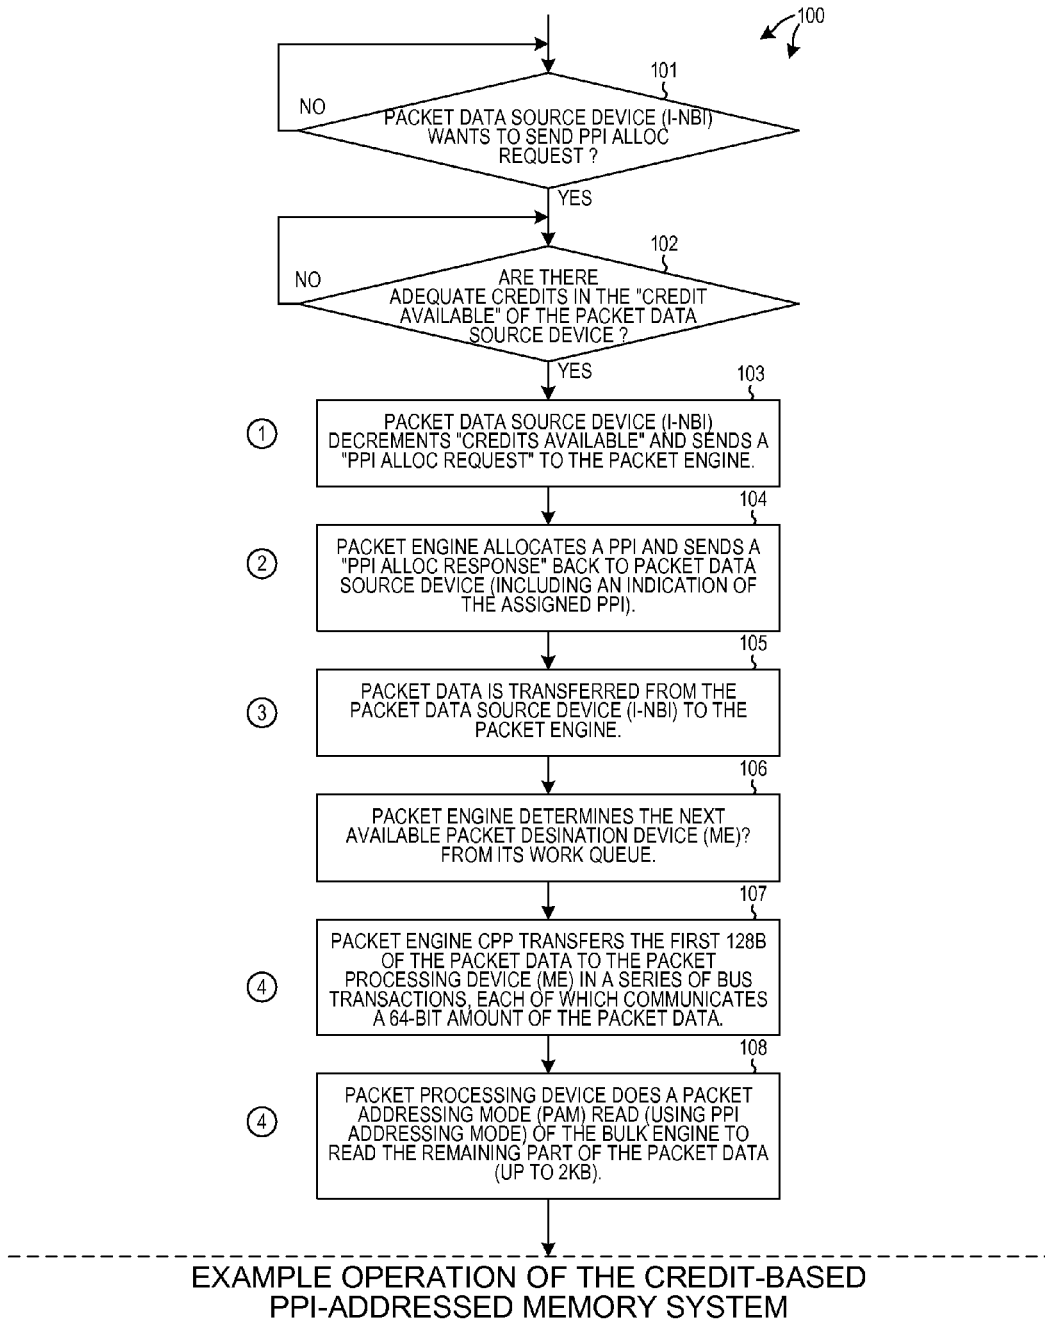 100
101
NO
PACKET DATA SOURCE DEVICE (I-NBI)
WANTS TO SEND PPI ALLOC
REQUEST ?
YES
102
NO
ARE THERE
ADEQUATE CREDITS IN THE "CREDIT
AVAILABLE" OF THE PACKET DATA
SOURCE DEVICE ?
YES
103
1
PACKET DATA SOURCE DEVICE (I-NBI)
DECREMENTS "CREDITS AVAILABLE" AND SENDS A
"PPI ALLOC REQUEST" TO THE PACKET ENGINE.
104
2
PACKET ENGINE ALLOCATES A PPI AND SENDS A
"PPI ALLOC RESPONSE" BACK TO PACKET DATA
SOURCE DEVICE (INCLUDING AN INDICATION OF
THE ASSIGNED PPI).
105
3
PACKET DATA IS TRANSFERRED FROM THE
PACKET DATA SOURCE DEVICE (I-NBI) TO THE
PACKET ENGINE.
106
PACKET ENGINE DETERMINES THE NEXT
AVAILABLE PACKET DESINATION DEVICE (ME)?
FROM ITS WORK QUEUE.
107
4
PACKET ENGINE CPP TRANSFERS THE FIRST 128B
OF THE PACKET DATA TO THE PACKET
PROCESSING DEVICE (ME) IN A SERIES OF BUS
TRANSACTIONS, EACH OF WHICH COMMUNICATES
A 64-BIT AMOUNT OF THE PACKET DATA.
108
4
PACKET PROCESSING DEVICE DOES A PACKET
ADDRESSING MODE (PAM) READ (USING PPI
ADDRESSING MODE) OF THE BULK ENGINE TO
READ THE REMAINING PART OF THE PACKET DATA
(UP TO 2KB).
EXAMPLE OPERATION OF THE CREDIT-BASED
PPI-ADDRESSED MEMORY SYSTEM